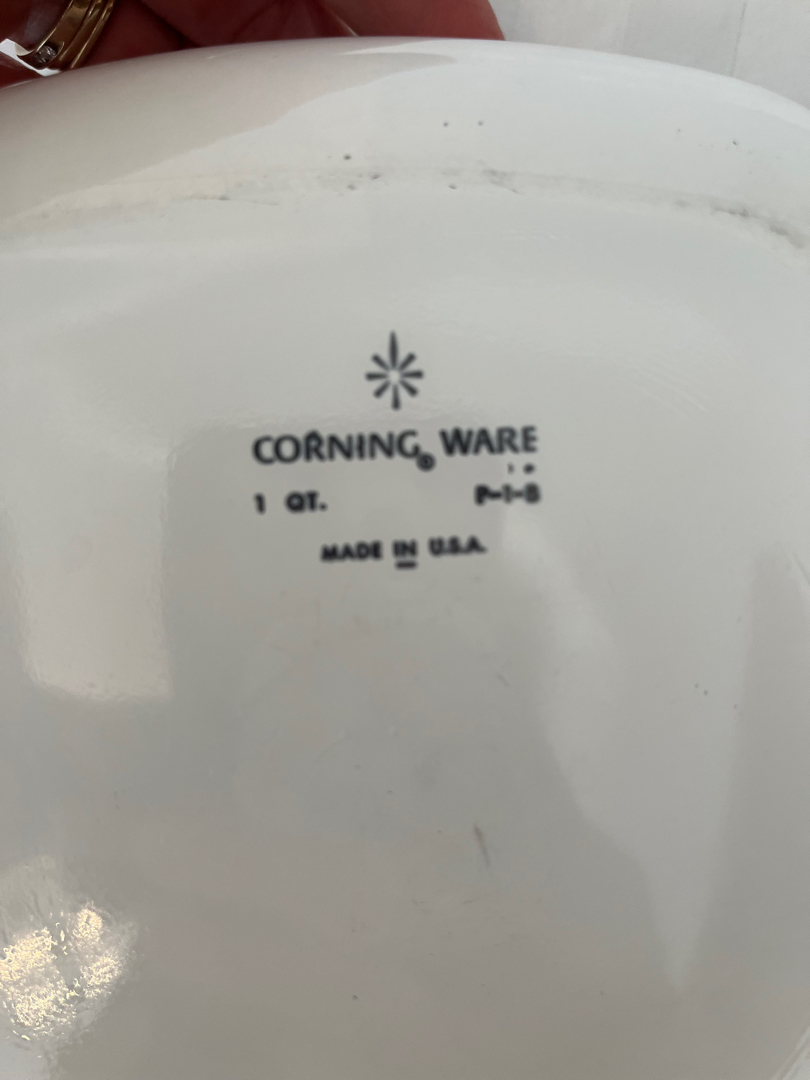 CORNING® WARE
1 QT. P-1-B
MADE IN U.S.A.